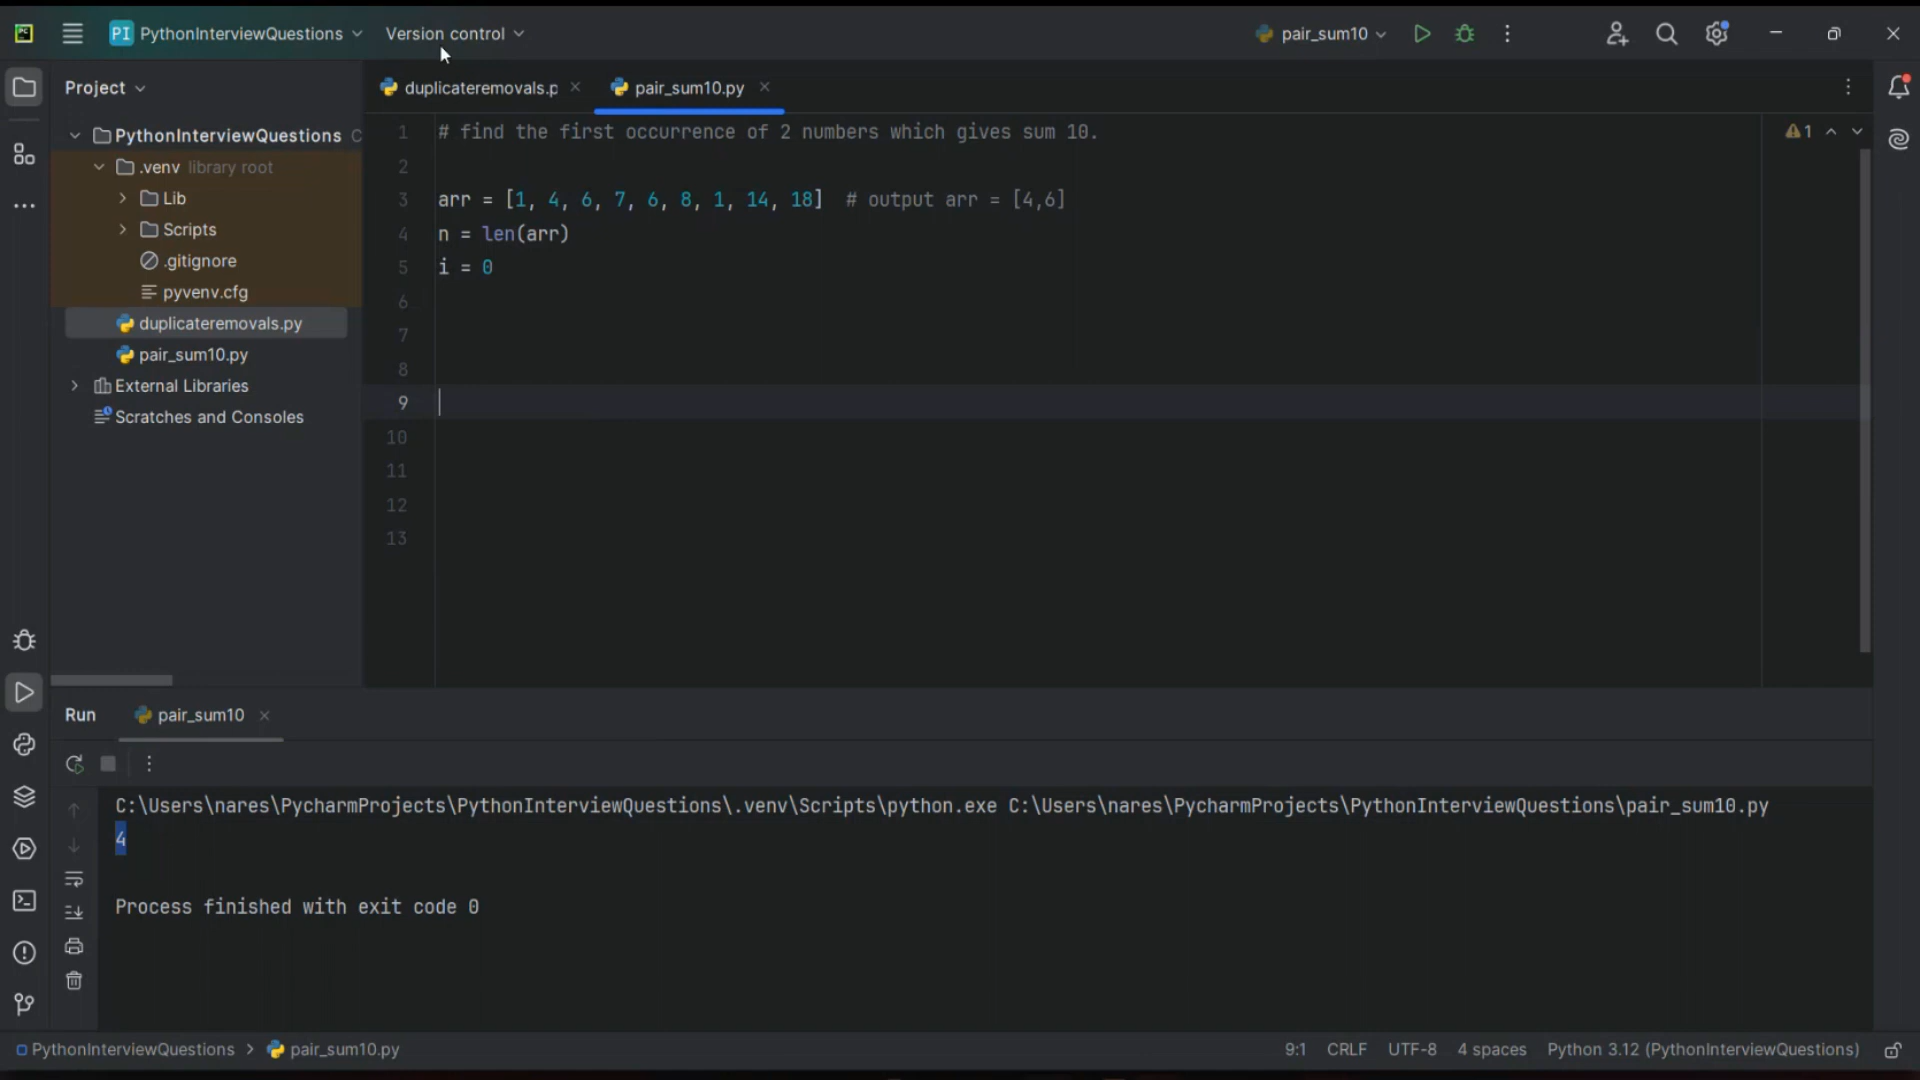 PC
PI PythonInterviewQuestions
Version control
pair_sum10
Project
duplicateremovals.p
pair_sum10.py
PythonInterviewQuestions C
.venv library root
Lib
Scripts
.gitignore
pyvenv.cfg
duplicateremovals.py
pair_sum10.py
External Libraries
Scratches and Consoles
1 # find the first occurrence of 2 numbers which gives sum 10.
2
3 arr = [1, 4, 6, 7, 6, 8, 1, 14, 18] # output arr = [4,6]
4 n = len(arr)
5 i = 0
6
7
8
9
10
11
12
13
1
Run
pair_sum10
C:\Users\nares\PycharmProjects\PythonInterviewQuestions\.venv\Scripts\python.exe C:\Users\nares\PycharmProjects\PythonInterviewQuestions\pair_sum10.py
4
Process finished with exit code 0
PythonInterviewQuestions > pair_sum10.py
9:1 CRLF UTF-8 4 spaces Python 3.12 (PythonInterviewQuestions)